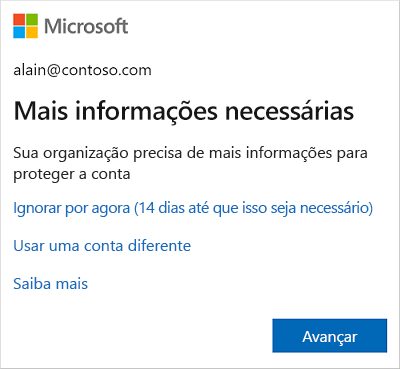 Microsoft
alain@contoso.com
Mais informações necessárias
Sua organização precisa de mais informações para
proteger a conta
Ignorar por agora (14 dias até que isso seja necessário)
Usar uma conta diferente
Saiba mais
Avançar